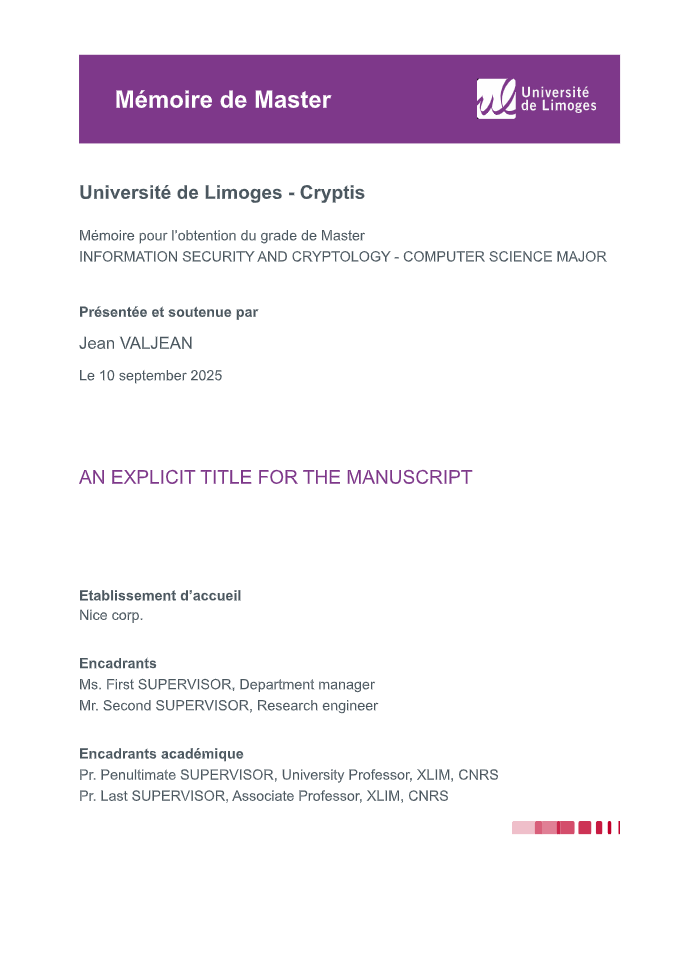 Mémoire de Master
Université
de Limoges
Université de Limoges - Cryptis
Mémoire pour l'obtention du grade de Master
INFORMATION SECURITY AND CRYPTOLOGY - COMPUTER SCIENCE MAJOR
Présentée et soutenue par
Jean VALJEAN
Le 10 september 2025
AN EXPLICIT TITLE FOR THE MANUSCRIPT
Etablissement d’accueil
Nice corp.
Encadrants
Ms. First SUPERVISOR, Department manager
Mr. Second SUPERVISOR, Research engineer
Encadrants académique
Pr. Penultimate SUPERVISOR, University Professor, XLIM, CNRS
Pr. Last SUPERVISOR, Associate Professor, XLIM, CNRS